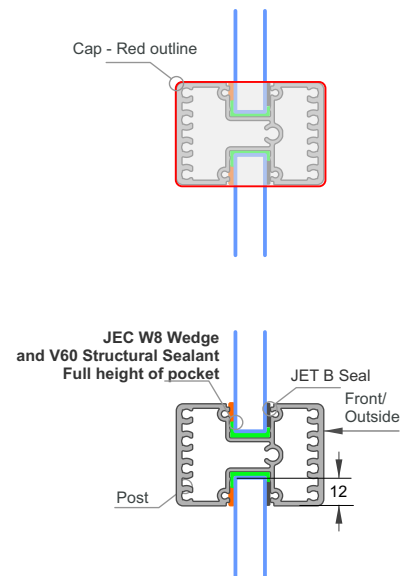 Cap - Red outline
JEC W8 Wedge
and V60 Structural Sealant
Full height of pocket
JET B Seal
Front/
Outside
Post
12